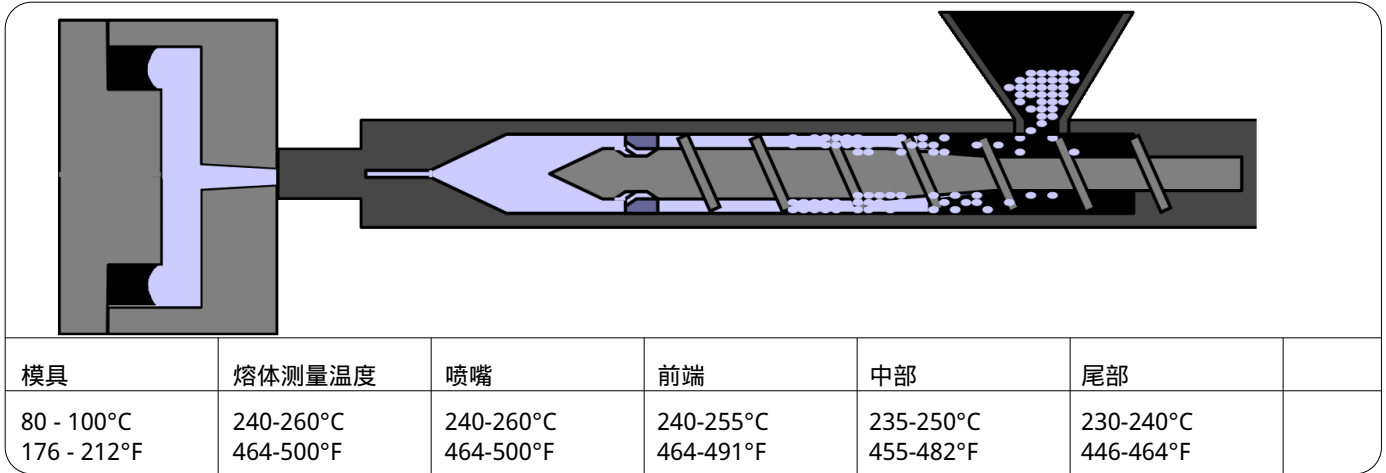 模具 熔体测量温度 喷嘴 前端 中部 尾部
80 - 100°C 240-260°C 240-260°C 240-255°C 235-250°C 230-240°C
176 - 212°F 464-500°F 464-500°F 464-491°F 455-482°F 446-464°F